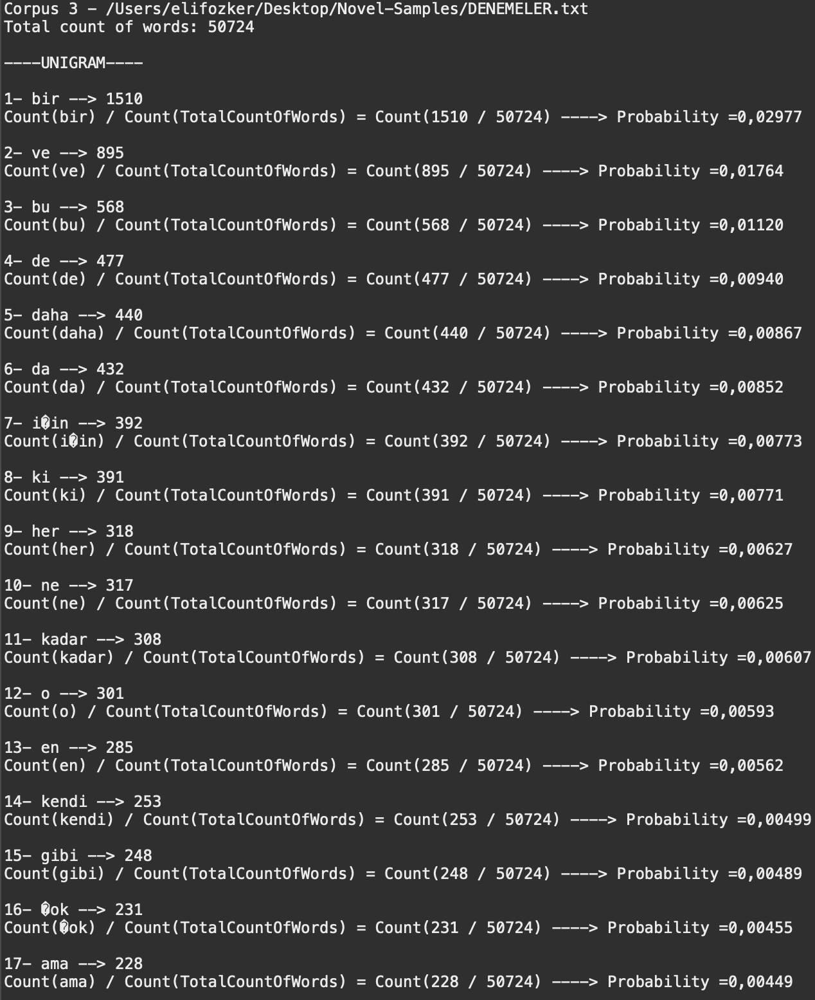 Corpus 3 - /Users/elifozker/Desktop/Novel-Samples/DENEMELER.txt
Total count of words: 50724
----UNIGRAM----
1- bir --> 1510
Count(bir) / Count(TotalCountOfWords) = Count(1510 / 50724) ----> Probability =0,02977
2- ve --> 895
Count(ve) / Count(TotalCountOfWords) = Count(895 / 50724) ----> Probability =0,01764
3- bu --> 568
Count(bu) / Count(TotalCountOfWords) = Count(568 / 50724) ----> Probability =0,01120
4- de --> 477
Count(de) / Count(TotalCountOfWords) = Count(477 / 50724) ----> Probability =0,00940
5- daha --> 440
Count(daha) / Count(TotalCountOfWords) = Count(440 / 50724) ----> Probability =0,00867
6- da --> 432
Count(da) / Count(TotalCountOfWords) = Count(432 / 50724) ----> Probability =0,00852
7- i�in --> 392
Count(i�in) / Count(TotalCountOfWords) = Count(392 / 50724) ----> Probability =0,00773
8- ki --> 391
Count(ki) / Count(TotalCountOfWords) = Count(391 / 50724) ----> Probability =0,00771
9- her --> 318
Count(her) / Count(TotalCountOfWords) = Count(318 / 50724) ----> Probability =0,00627
10- ne --> 317
Count(ne) / Count(TotalCountOfWords) = Count(317 / 50724) ----> Probability =0,00625
11- kadar --> 308
Count(kadar) / Count(TotalCountOfWords) = Count(308 / 50724) ----> Probability =0,00607
12- o --> 301
Count(o) / Count(TotalCountOfWords) = Count(301 / 50724) ----> Probability =0,00593
13- en --> 285
Count(en) / Count(TotalCountOfWords) = Count(285 / 50724) ----> Probability =0,00562
14- kendi --> 253
Count(kendi) / Count(TotalCountOfWords) = Count(253 / 50724) ----> Probability =0,00499
15- gibi --> 248
Count(gibi) / Count(TotalCountOfWords) = Count(248 / 50724) ----> Probability =0,00489
16- �ok --> 231
Count(�ok) / Count(TotalCountOfWords) = Count(231 / 50724) ----> Probability =0,00455
17- ama --> 228
Count(ama) / Count(TotalCountOfWords) = Count(228 / 50724) ----> Probability =0,00449